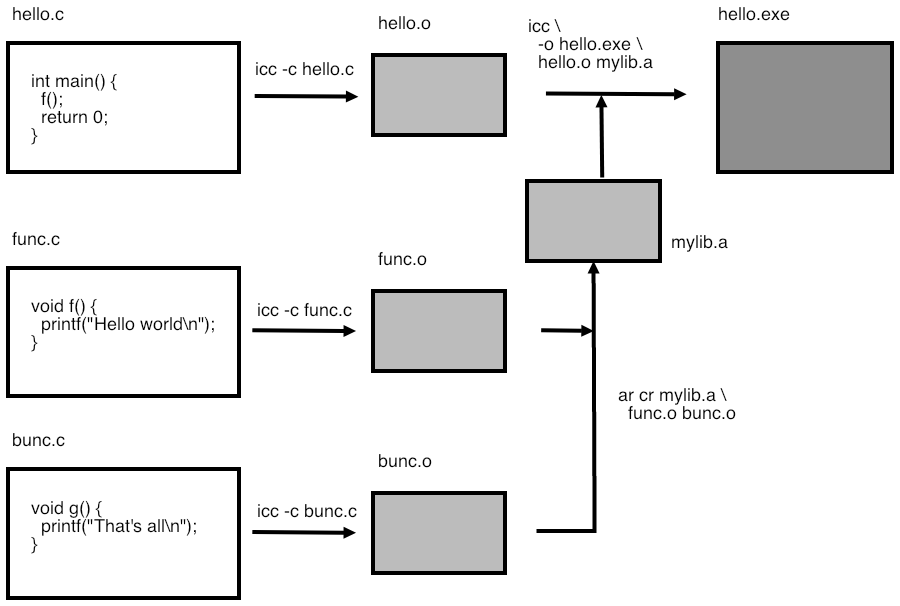 hello.c
int main() {
f();
return 0;
}
icc -c hello.c
hello.o
icc \
-o hello.exe \
hello.o mylib.a
hello.exe
mylib.a
func.c
void f() {
printf("Hello world\n");
}
icc -c func.c
func.o
ar cr mylib.a \
func.o bunc.o
bunc.c
void g() {
printf("That's all\n");
}
icc -c bunc.c
bunc.o